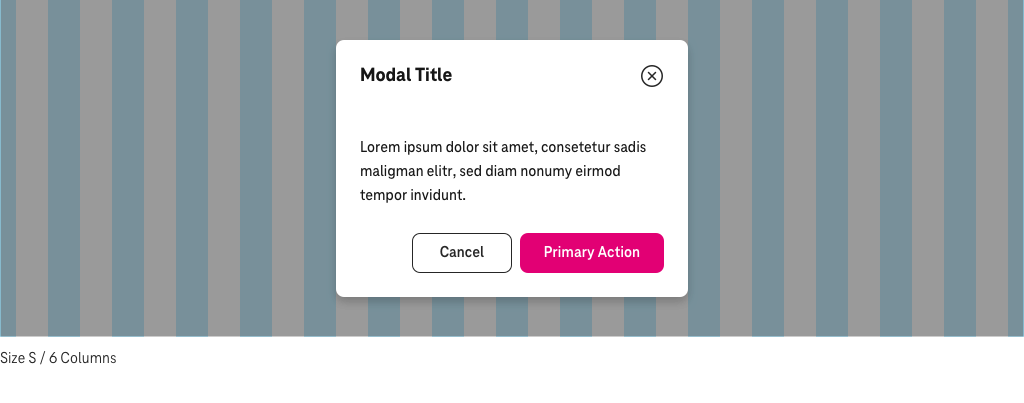 Modal Title
Lorem ipsum dolor sit amet, consetetur sadis
maligman elitr, sed diam nonumy eirmod
tempor invidunt.
Cancel
Primary Action
Size S / 6 Columns